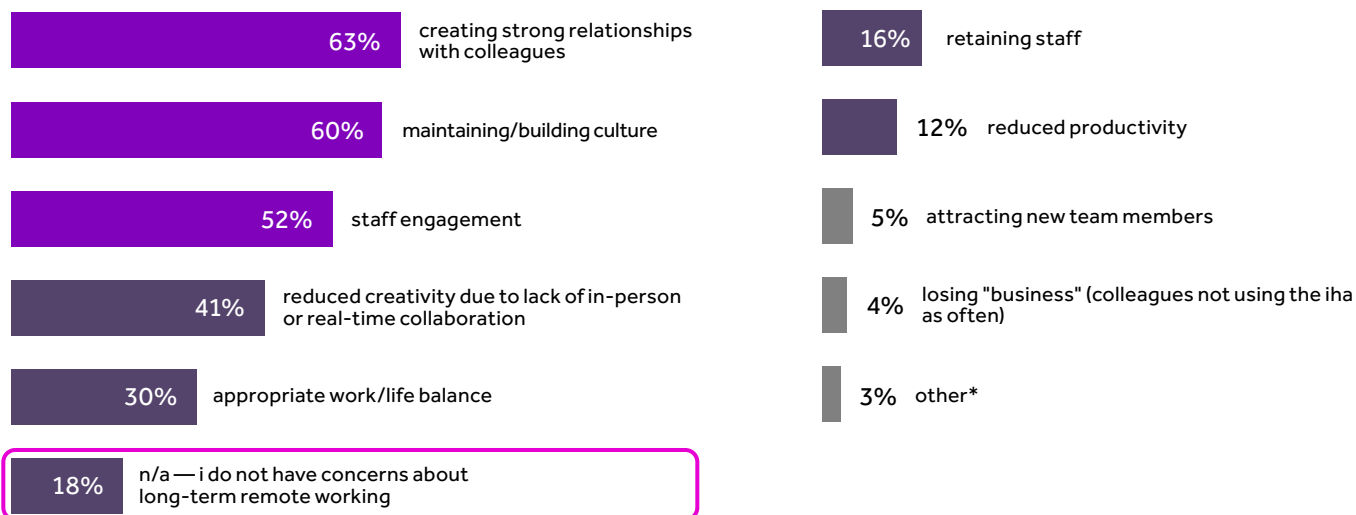 63%
creating strong relationships
with colleagues
60%
maintaining/building culture
52%
staff engagement
41%
reduced creativity due to lack of in-person
or real-time collaboration
30%
appropriate work/life balance
18%
n/a — i do not have concerns about
long-term remote working
16%
retaining staff
12%
reduced productivity
5%
attracting new team members
4%
losing "business" (colleagues not using the iha
as often)
3%
other*